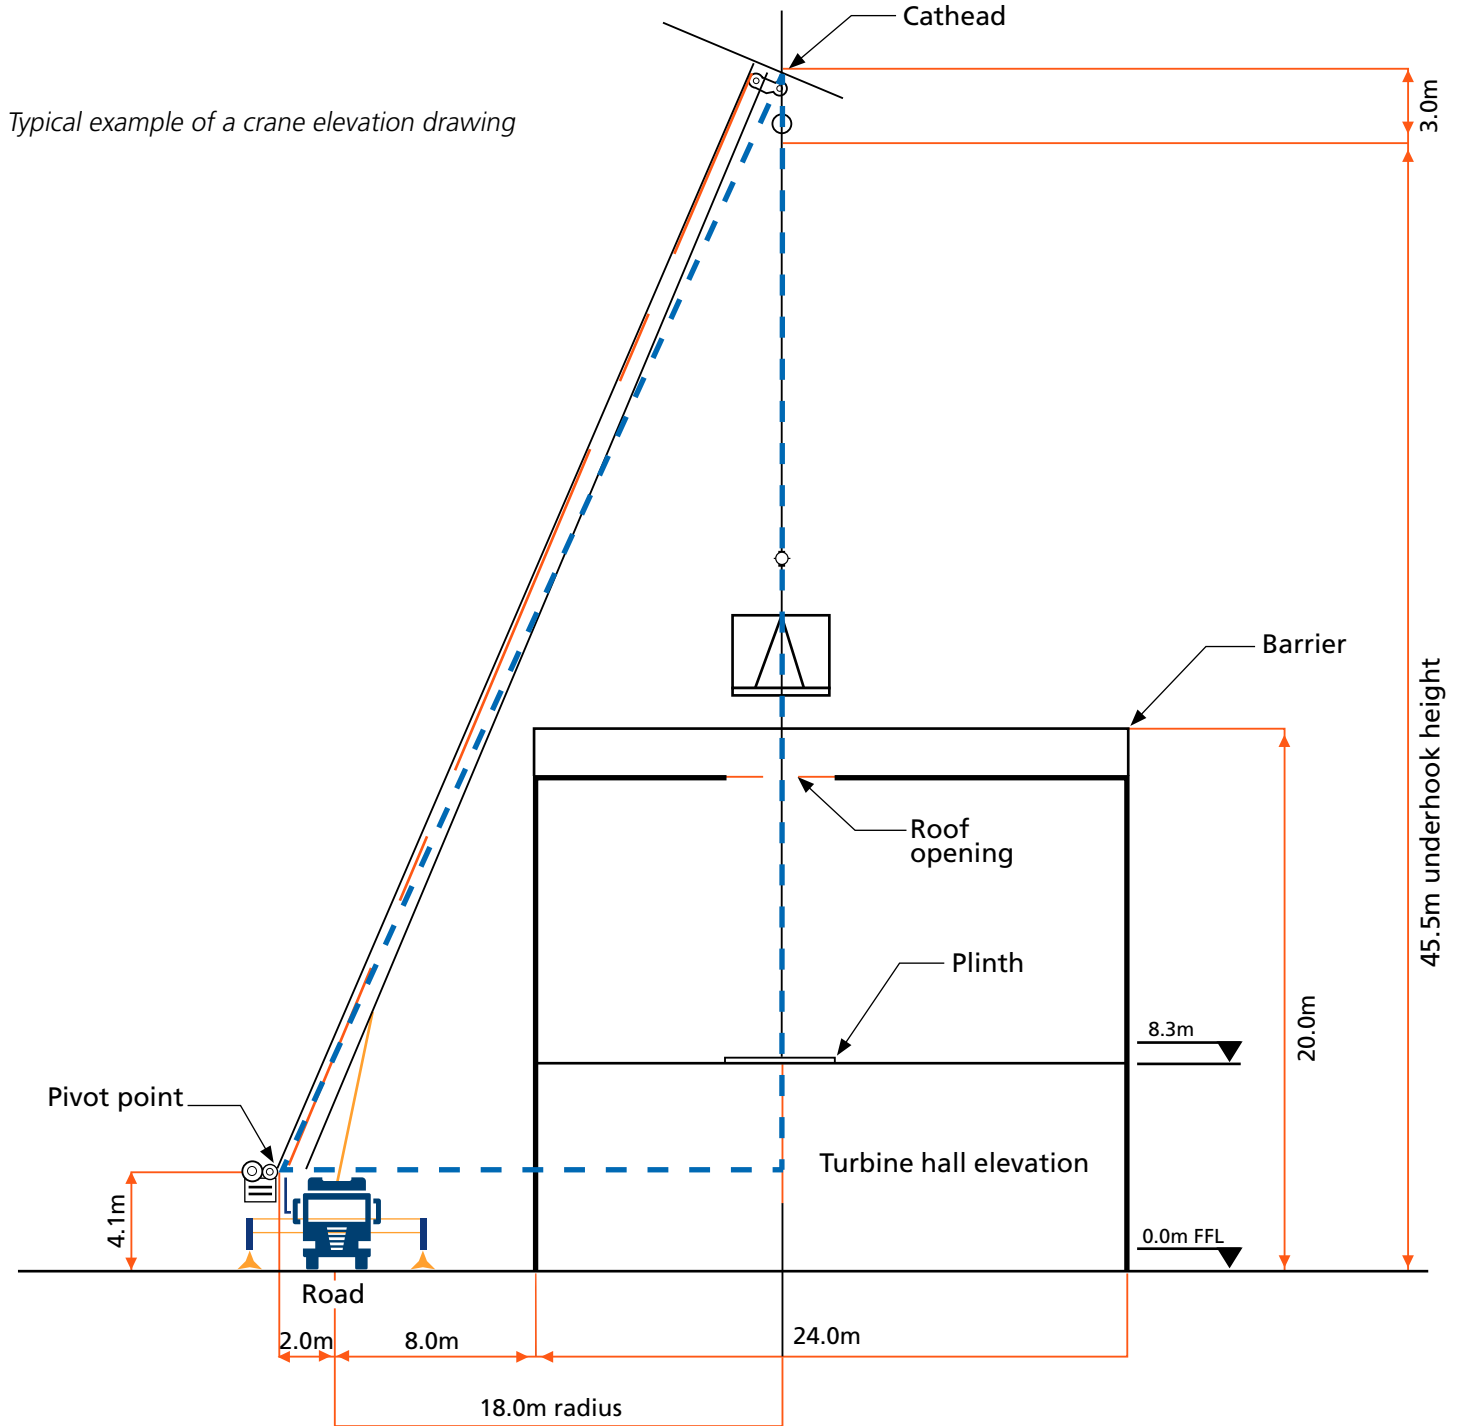 Cathead
3.0m
Typical example of a crane elevation drawing
Barrier
45.5m underhook height
Roof
opening
Plinth
8.3m
20.0m
Pivot point
Turbine hall elevation
4.1m
0.0m FFL
Road
2.0m
8.0m
24.0m
18.0m radius